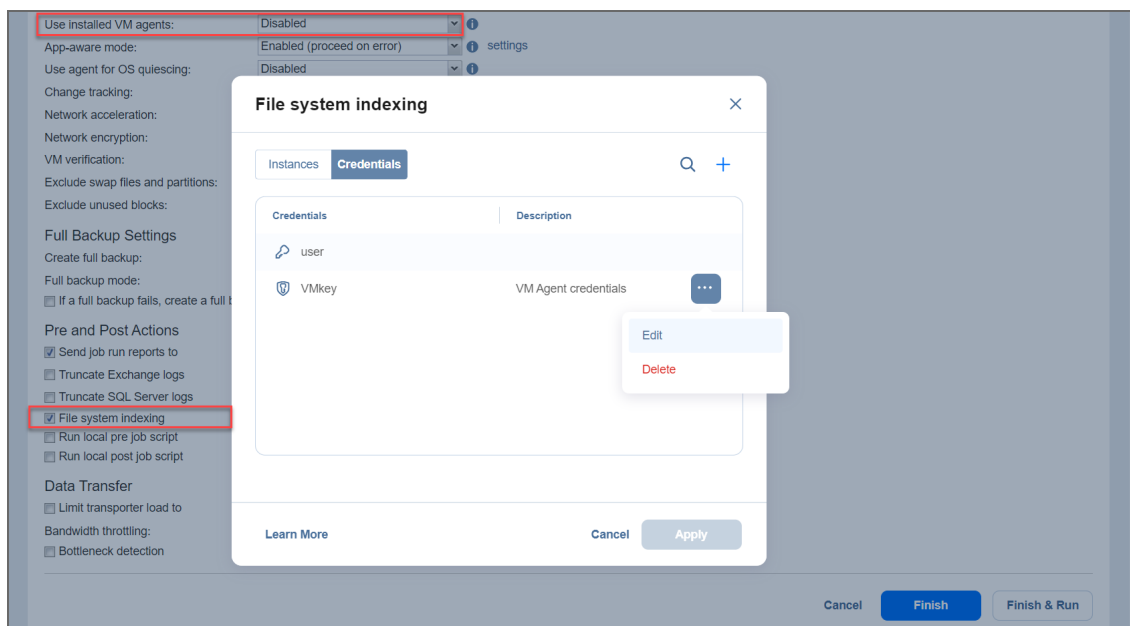 Use installed VM agents: Disabled
App-aware mode: Enabled (proceed on error) settings
Use agent for OS quiescing: Disabled
Change tracking:
Network acceleration:
Network encryption:
VM verification:
Exclude swap files and partitions:
Exclude unused blocks:
Full Backup Settings
Create full backup:
Full backup mode:
If a full backup fails, create a full
Pre and Post Actions
Send job run reports to
Truncate Exchange logs
Truncate SQL Server logs
File system indexing
Run local pre job script
Run local post job script
Data Transfer
Limit transporter load to
Bandwidth throttling:
Bottleneck detection
File system indexing
Instances Credentials
Credentials Description
user
VMkey VM Agent credentials
Edit
Delete
Learn More Cancel Apply
Cancel Finish Finish & Run